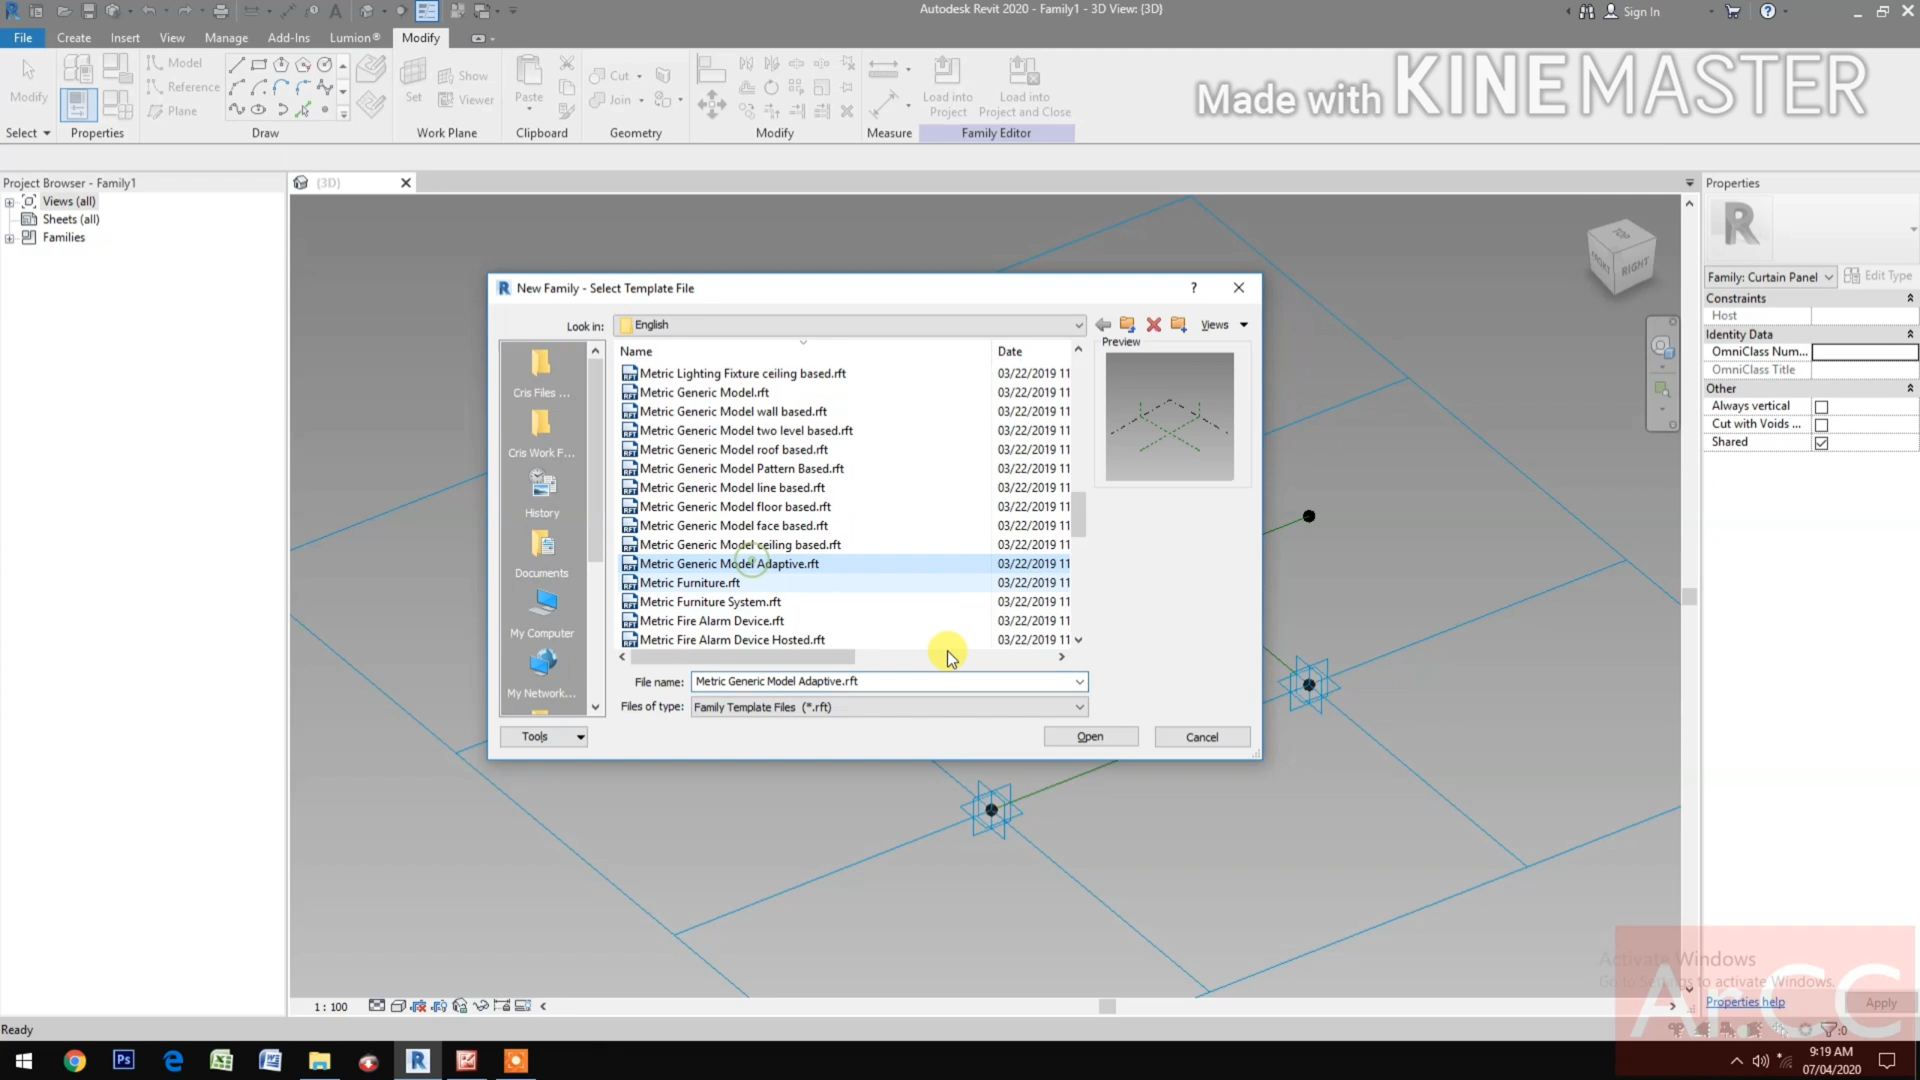 Autodesk Revit 2020 - Family1 - 3D View: {3D}
Sign In
File Create Insert View Manage Add-Ins Lumion® Modify
Modify
Select
Properties
Model
Reference
Plane
Draw
Set
Show
Viewer
Work Plane
Paste
Clipboard
Cut
Join
Geometry
Modify
Measure
Load into
Project
Load into
Project and Close
Family Editor
Made with KINEMASTER
Project Browser - Family1
Views (all)
Sheets (all)
Families
{3D}
TOP
FRONT
RIGHT
New Family - Select Template File
Look in:
English
Views
Cris Files ...
Cris Work F...
History
Documents
My Computer
My Network...
Name
Date
Metric Lighting Fixture ceiling based.rft 03/22/2019 11
Metric Generic Model.rft 03/22/2019 11
Metric Generic Model wall based.rft 03/22/2019 11
Metric Generic Model two level based.rft 03/22/2019 11
Metric Generic Model roof based.rft 03/22/2019 11
Metric Generic Model Pattern Based.rft 03/22/2019 11
Metric Generic Model line based.rft 03/22/2019 11
Metric Generic Model floor based.rft 03/22/2019 11
Metric Generic Model face based.rft 03/22/2019 11
Metric Generic Model ceiling based.rft 03/22/2019 11
Metric Generic Model Adaptive.rft 03/22/2019 11
Metric Furniture.rft 03/22/2019 11
Metric Furniture System.rft 03/22/2019 11
Metric Fire Alarm Device.rft 03/22/2019 11
Metric Fire Alarm Device Hosted.rft 03/22/2019 11
Preview
File name: Metric Generic Model Adaptive.rft
Files of type: Family Template Files (*.rft)
Tools
Open
Cancel
Properties
Family: Curtain Panel
Edit Type
Constraints
Host
Identity Data
OmniClass Num...
OmniClass Title
Other
Always vertical
Cut with Voids ...
Shared
Activate Windows
Go to Settings to activate Windows.
ArCC
Properties help
Apply
1 : 100
Ready
:0
9:19 AM
07/04/2020